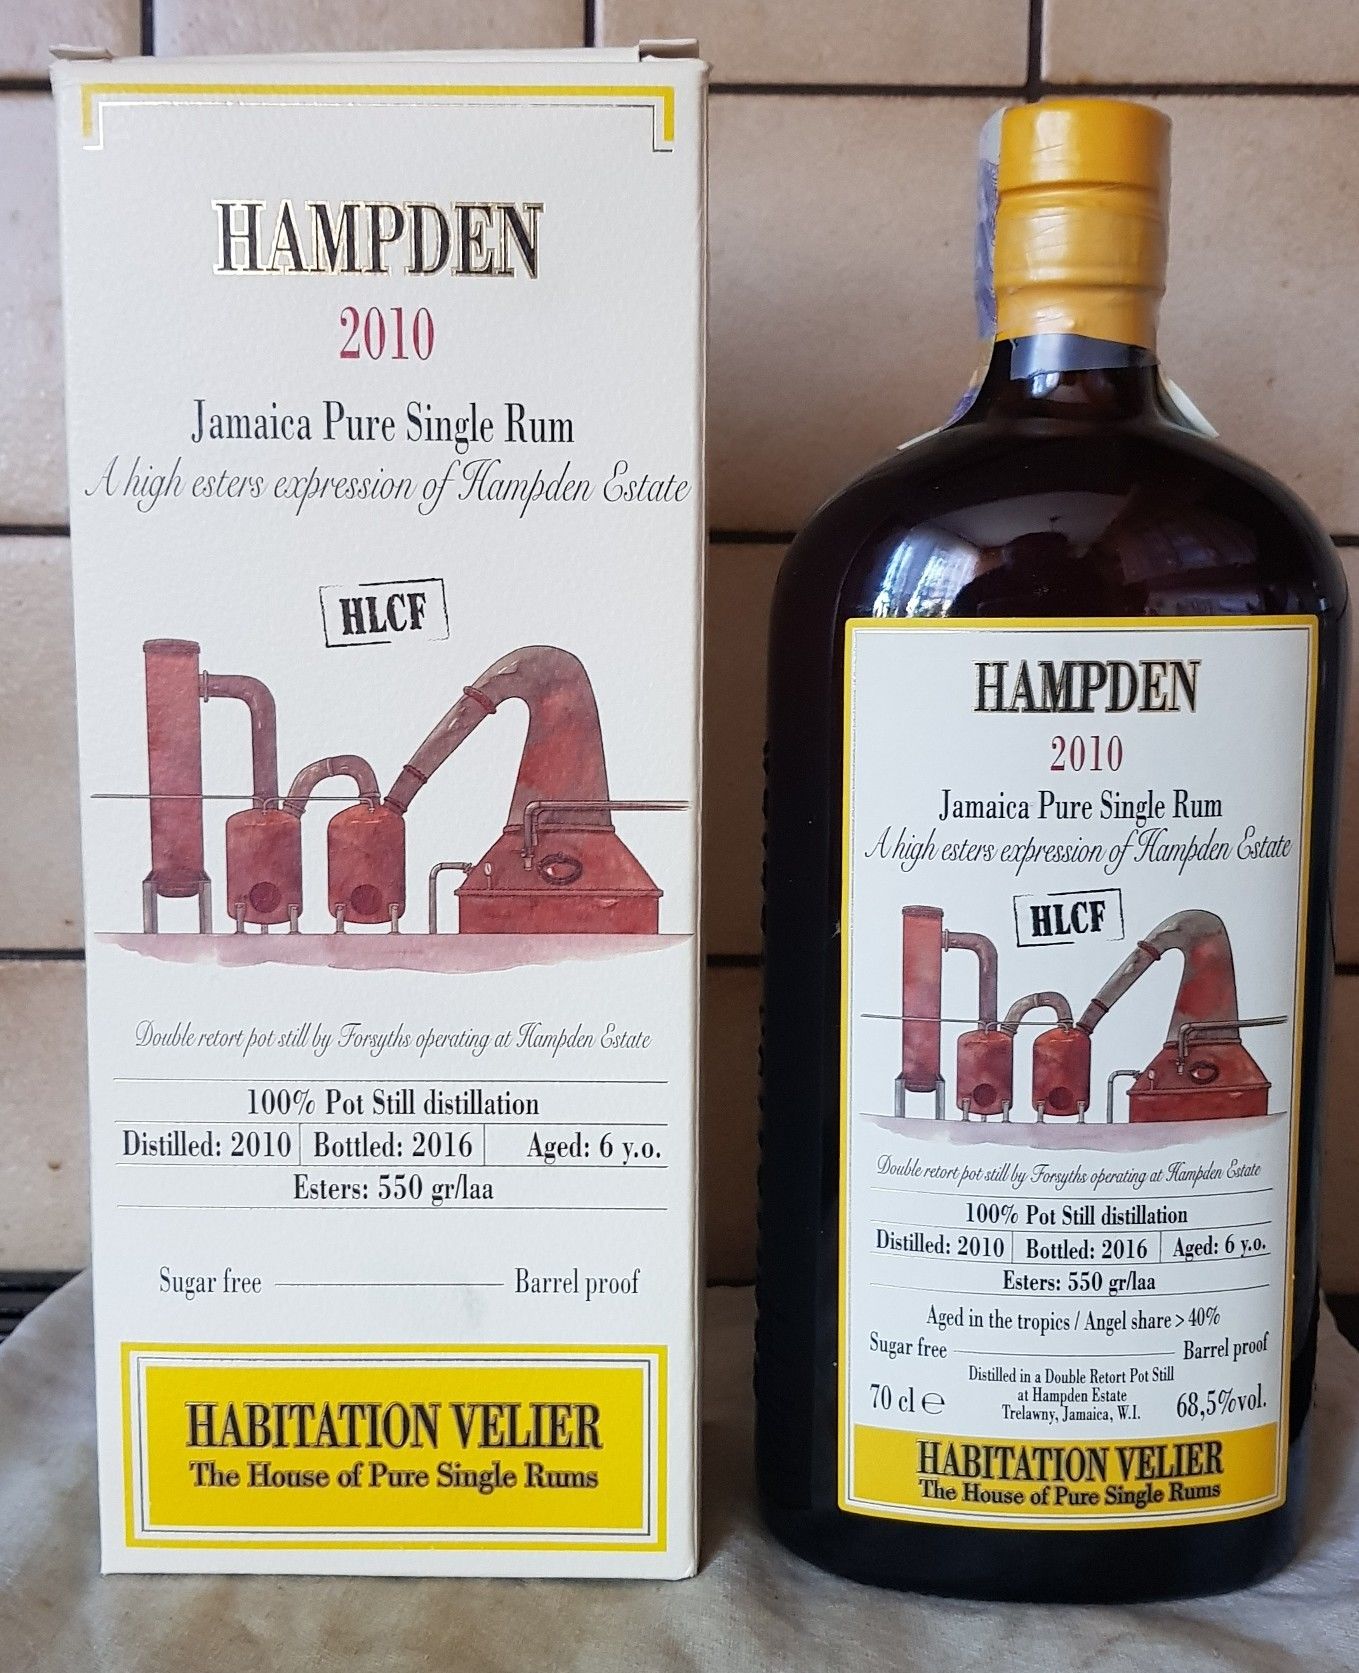 HAMPDEN
2010
Jamaica Pure Single Rum
A high esters expression of Hampden Estate
HLCF
Double retort pot still by Forsyths operating at Hampden Estate
100% Pot Still distillation
Distilled: 2010 Bottled: 2016 Aged: 6 y.o.
Esters: 550 gr/laa
Sugar free Barrel proof
HABITATION VELIER
The House of Pure Single Rums
HAMPDEN
2010
Jamaica Pure Single Rum
A high esters expression of Hampden Estate
HLCF
Double retort pot still by Forsyths operating at Hampden Estate
100% Pot Still distillation
Distilled: 2010 Bottled: 2016 Aged: 6 y.o.
Esters: 550 gr/laa
Aged in the tropics / Angel share > 40%
Sugar free Barrel proof
Distilled in a Double Retort Pot Still
at Hampden Estate
Trelawny, Jamaica, W.I.
70 cl e 68,5%vol.
HABITATION VELIER
The House of Pure Single Rums